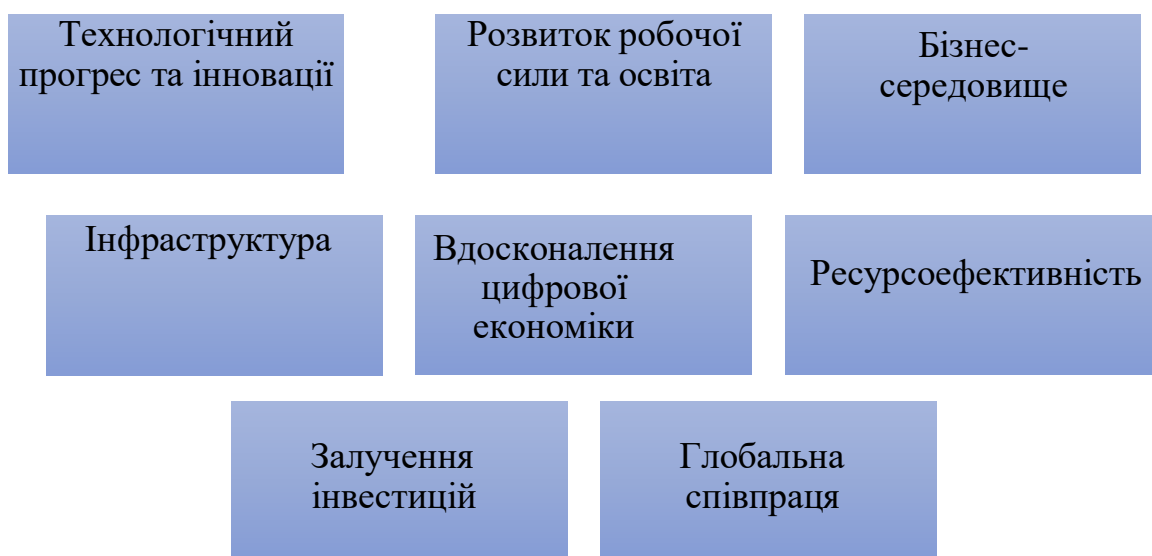 Технологічний
прогрес та інновації
Розвиток робочої
сили та освіта
Бізнес-
середовище
Інфраструктура
Вдосконалення
цифрової
економіки
Ресурсоефективність
Залучення
інвестицій
Глобальна
співпраця